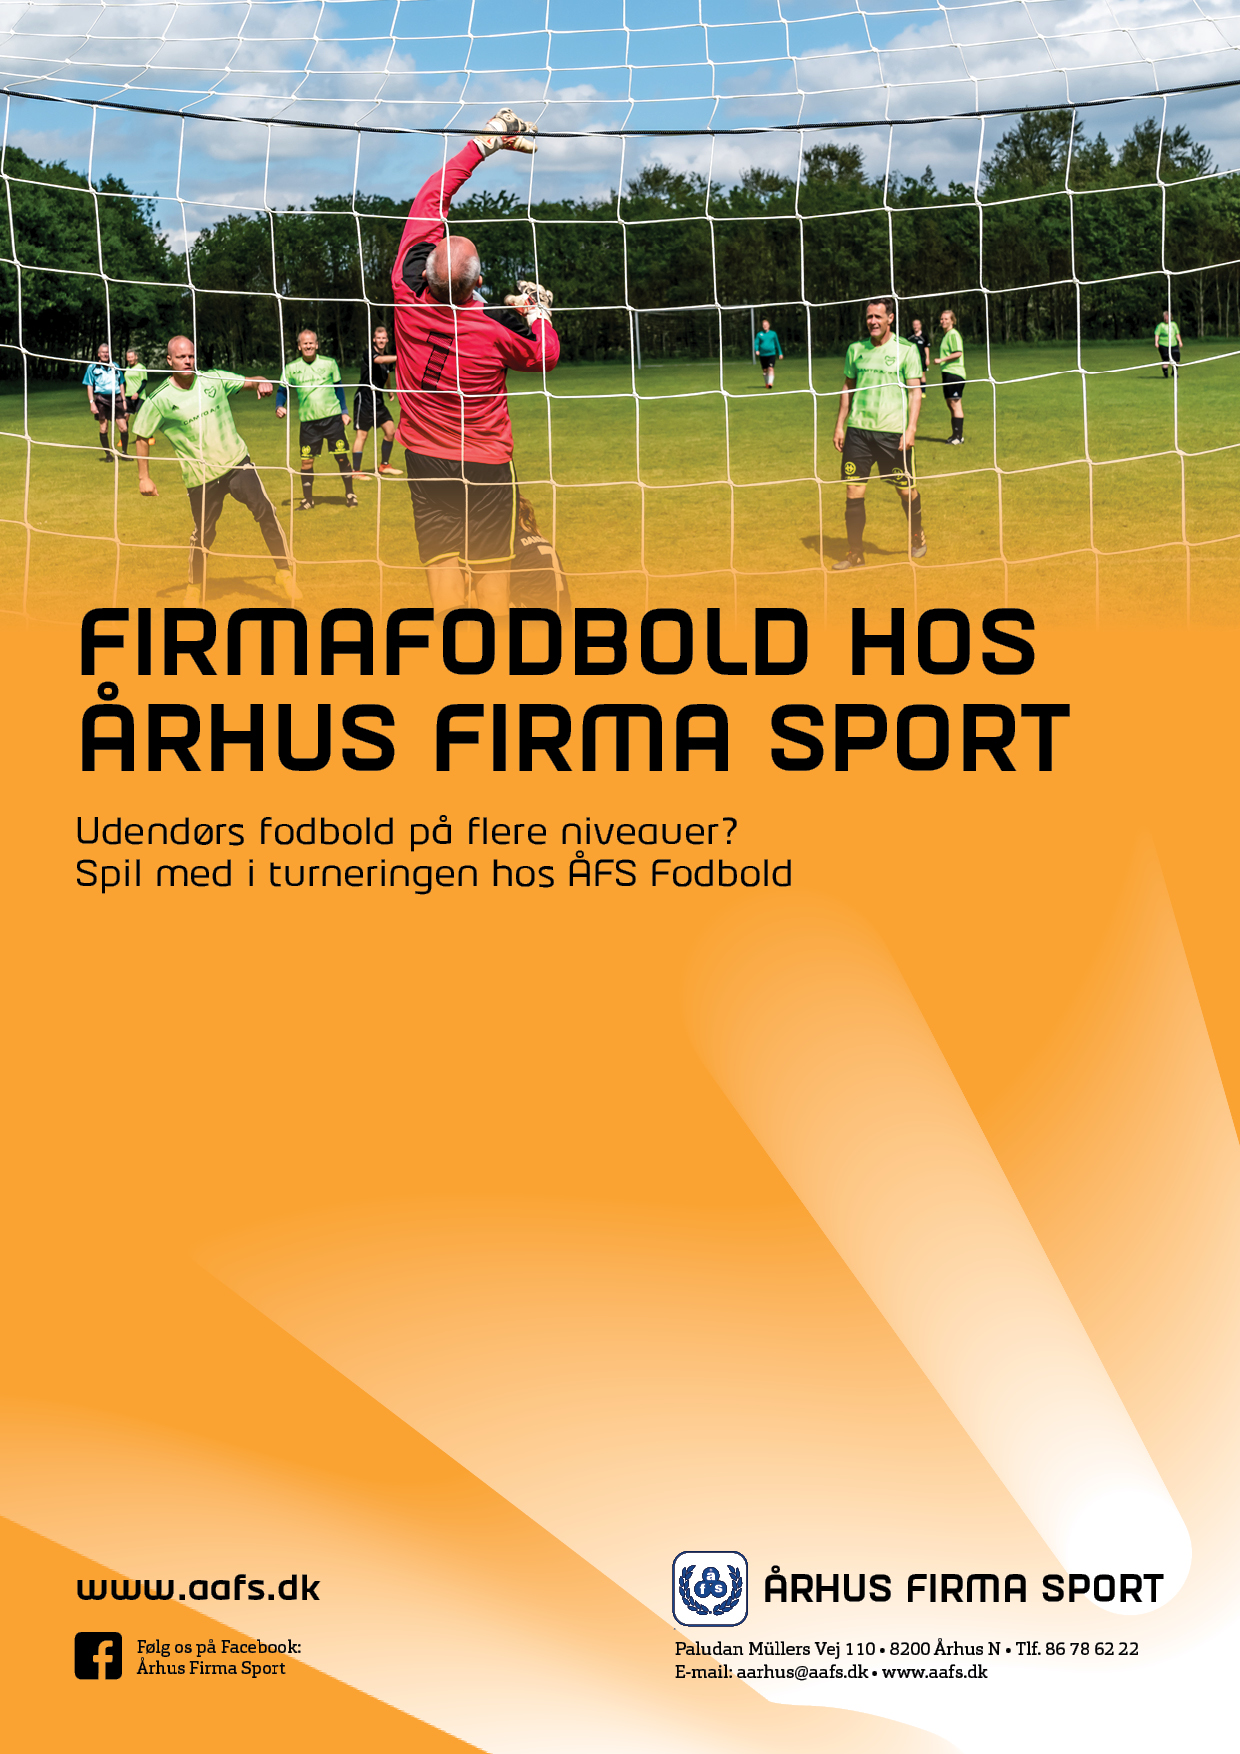 FIRMAFODBOLD HOS
ÅRHUS FIRMA SPORT
Udendørs fodbold på flere niveauer?
Spil med i turneringen hos ÅFS Fodbold
www.aafs.dk
Følg os på Facebook:
Århus Firma Sport
åfs
ÅRHUS FIRMA SPORT
Paludan Müllers Vej 110 • 8200 Århus N • Tlf. 86 78 62 22
E-mail: aarhus@aafs.dk • www.aafs.dk